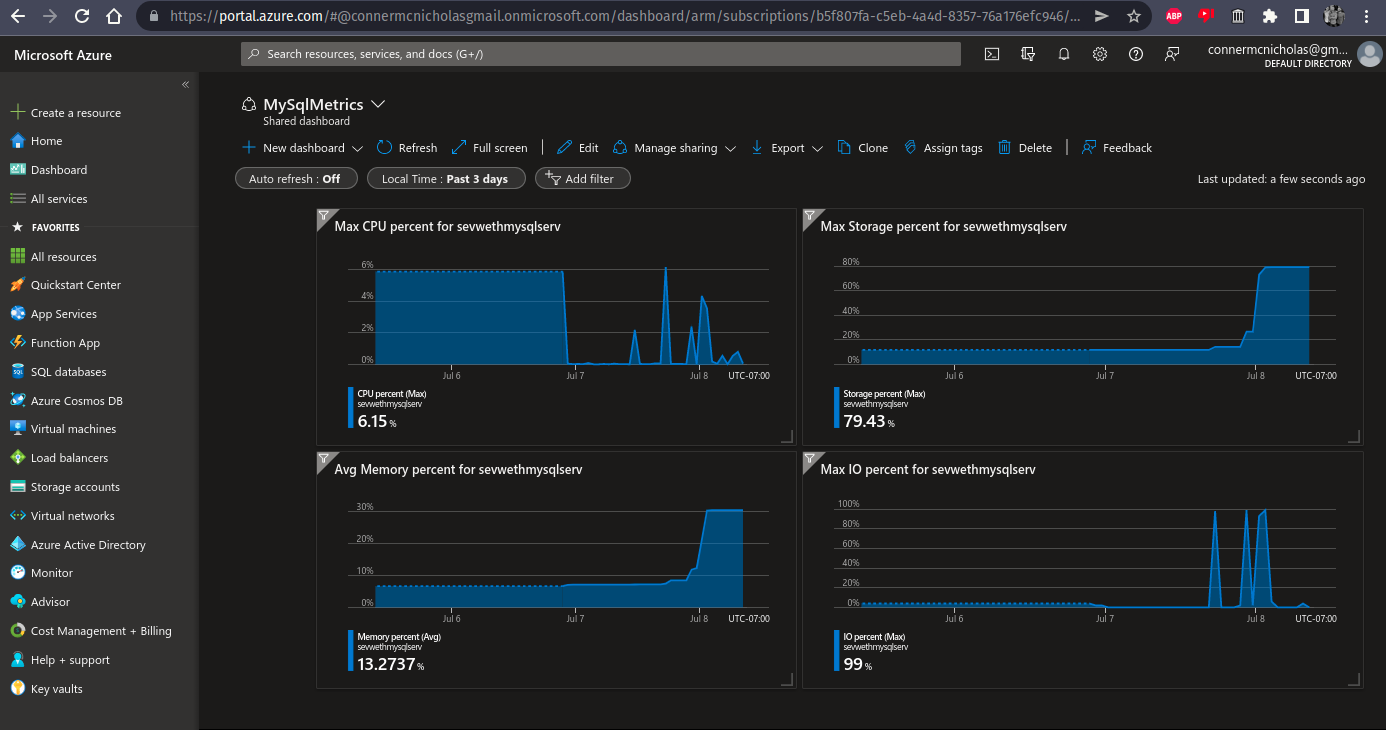 https://portal.azure.com/#@connermcnicholasgmail.onmicrosoft.com/dashboard/arm/subscriptions/b5f807fa-c5eb-4a4d-8357-76a176efc946/...
ABP
Microsoft Azure
Search resources, services, and docs (G+/)
connermcnicholas@gm...
DEFAULT DIRECTORY
Create a resource
Home
Dashboard
All services
FAVORITES
All resources
Quickstart Center
App Services
Function App
SQL databases
Azure Cosmos DB
Virtual machines
Load balancers
Storage accounts
Virtual networks
Azure Active Directory
Monitor
Advisor
Cost Management + Billing
Help + support
Key vaults
MySqlMetrics
Shared dashboard
New dashboard Refresh Full screen Edit Manage sharing Export Clone Assign tags Delete Feedback
Auto refresh : Off Local Time : Past 3 days Add filter Last updated: a few seconds ago
Max CPU percent for sevwethmysqlserv
6%
4%
2%
0%
Jul 6 Jul 7 Jul 8 UTC-07:00
CPU percent (Max)
sevwethmysqlserv
6.15 %
Max Storage percent for sevwethmysqlserv
80%
60%
40%
20%
0%
Jul 6 Jul 7 Jul 8 UTC-07:00
Storage percent (Max)
sevwethmysqlserv
79.43 %
Avg Memory percent for sevwethmysqlserv
30%
20%
10%
0%
Jul 6 Jul 7 Jul 8 UTC-07:00
Memory percent (Avg)
sevwethmysqlserv
13.2737 %
Max IO percent for sevwethmysqlserv
100%
80%
60%
40%
20%
0%
Jul 6 Jul 7 Jul 8 UTC-07:00
IO percent (Max)
sevwethmysqlserv
99 %